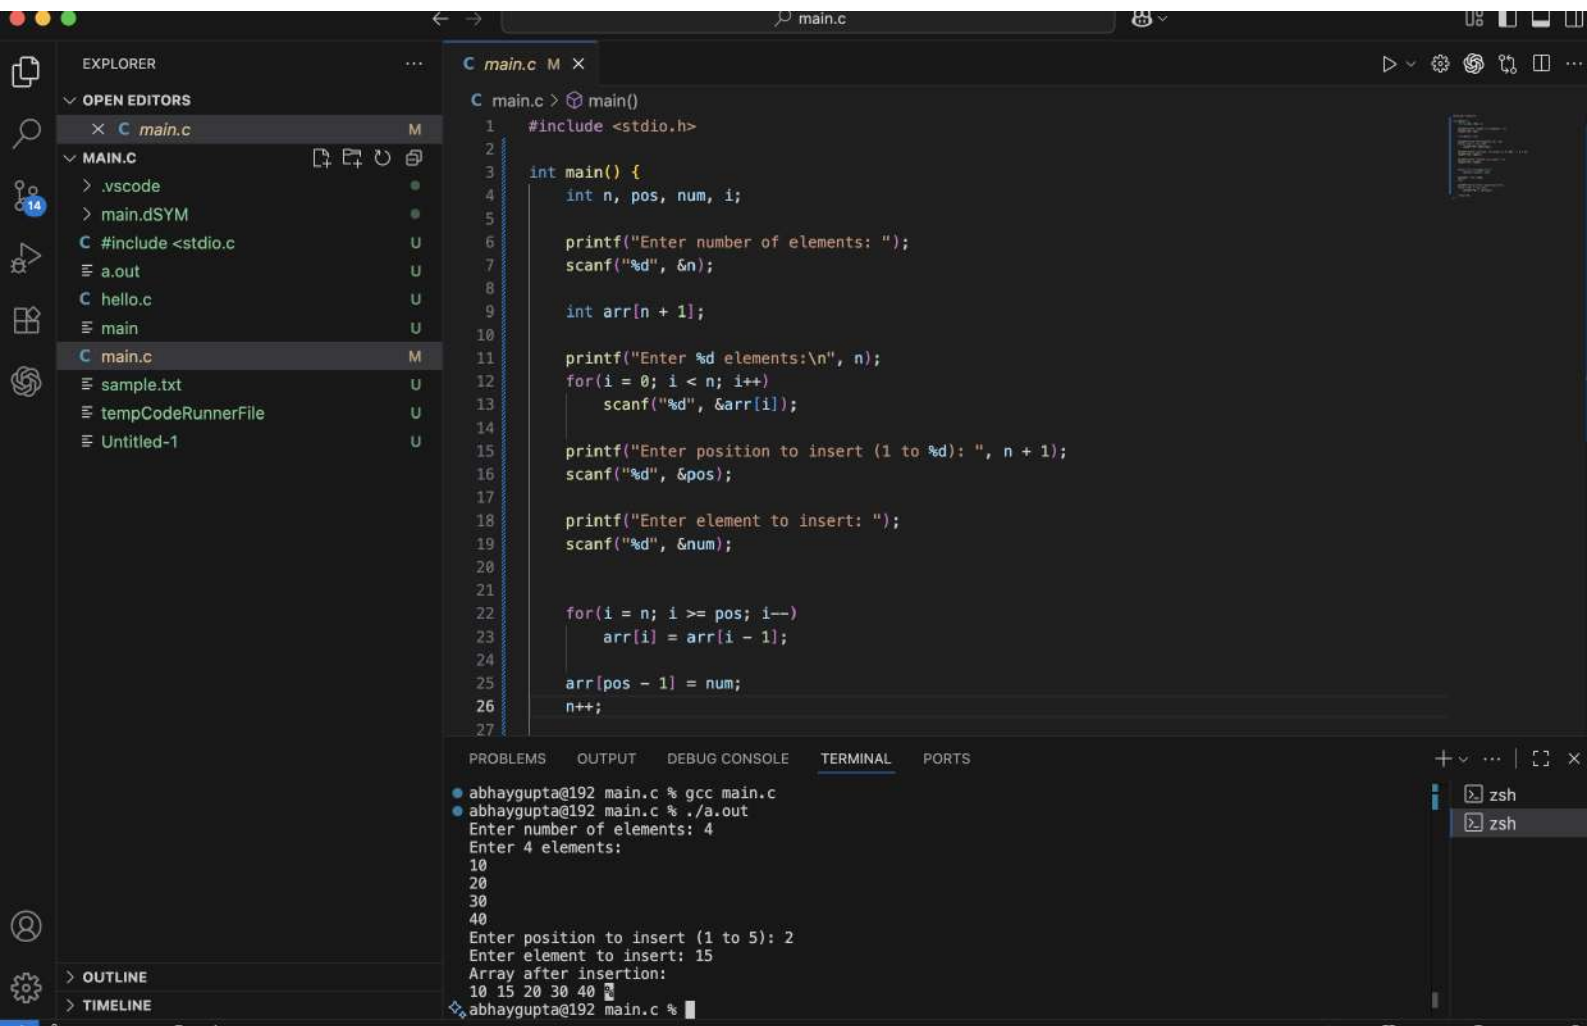 main.c
EXPLORER
OPEN EDITORS
main.c M
MAIN.C
.vscode
main.dSYM
#include <stdio.c U
a.out U
hello.c U
main U
main.c M
sample.txt U
tempCodeRunnerFile U
Untitled-1 U
OUTLINE
TIMELINE
14
C main.c M
C main.c > main()
1 #include <stdio.h>
2
3 int main() {
4 int n, pos, num, i;
5
6 printf("Enter number of elements: ");
7 scanf("%d", &n);
8
9 int arr[n + 1];
10
11 printf("Enter %d elements:\n", n);
12 for(i = 0; i < n; i++)
13 scanf("%d", &arr[i]);
14
15 printf("Enter position to insert (1 to %d): ", n + 1);
16 scanf("%d", &pos);
17
18 printf("Enter element to insert: ");
19 scanf("%d", &num);
20
21
22 for(i = n; i >= pos; i--)
23 arr[i] = arr[i - 1];
24
25 arr[pos - 1] = num;
26 n++;
27
PROBLEMS OUTPUT DEBUG CONSOLE TERMINAL PORTS
abhaygupta@192 main.c % gcc main.c
abhaygupta@192 main.c % ./a.out
Enter number of elements: 4
Enter 4 elements:
10
20
30
40
Enter position to insert (1 to 5): 2
Enter element to insert: 15
Array after insertion:
10 15 20 30 40 %
abhaygupta@192 main.c %
zsh
zsh